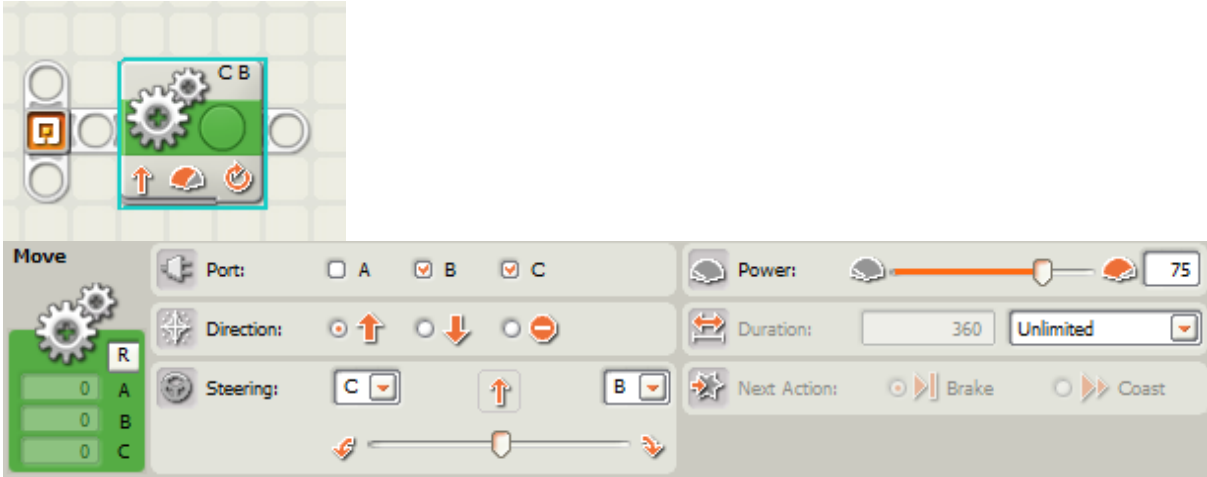 C B
Move
Port: A B C
Power: 75
Direction:
Duration: 360 Unlimited
R
0 A
0 B
0 C
Steering: C B
Next Action: Brake Coast